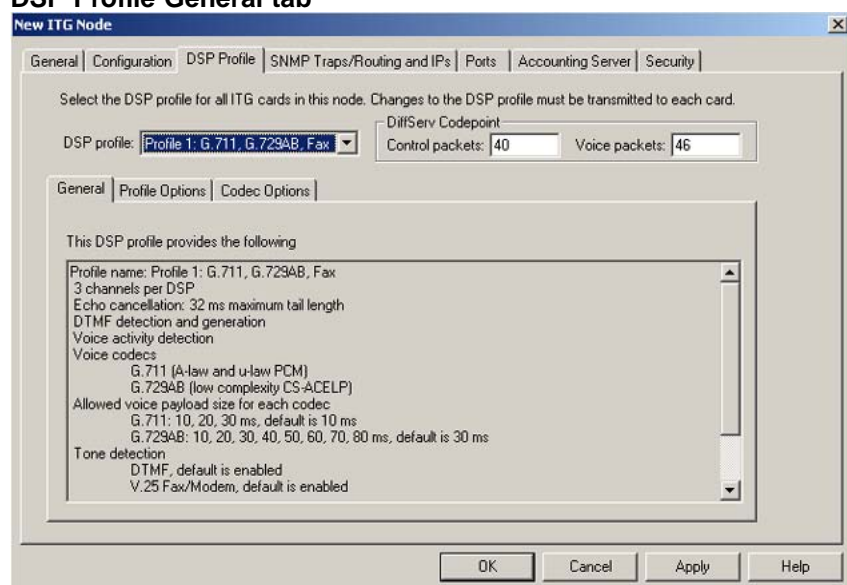 DSP Profile General tab
New ITG Node
General Configuration DSP Profile SNMP Traps/Routing and IPs Ports Accounting Server Security
Select the DSP profile for all ITG cards in this node. Changes to the DSP profile must be transmitted to each card.
DiffServ Codepoint
DSP profile: Profile 1: G.711, G.729AB, Fax Control packets: 40 Voice packets: 46
General Profile Options Codec Options
This DSP profile provides the following
Profile name: Profile 1: G.711, G.729AB, Fax
3 channels per DSP
Echo cancellation: 32 ms maximum tail length
DTMF detection and generation
Voice activity detection
Voice codecs
G.711 (A-law and u-law PCM)
G.729AB (low complexity CS-ACELP)
Allowed voice payload size for each codec
G.711: 10, 20, 30 ms, default is 10 ms
G.729AB: 10, 20, 30, 40, 50, 60, 70, 80 ms, default is 30 ms
Tone detection
DTMF, default is enabled
V.25 Fax/Modem, default is enabled
OK Cancel Apply Help